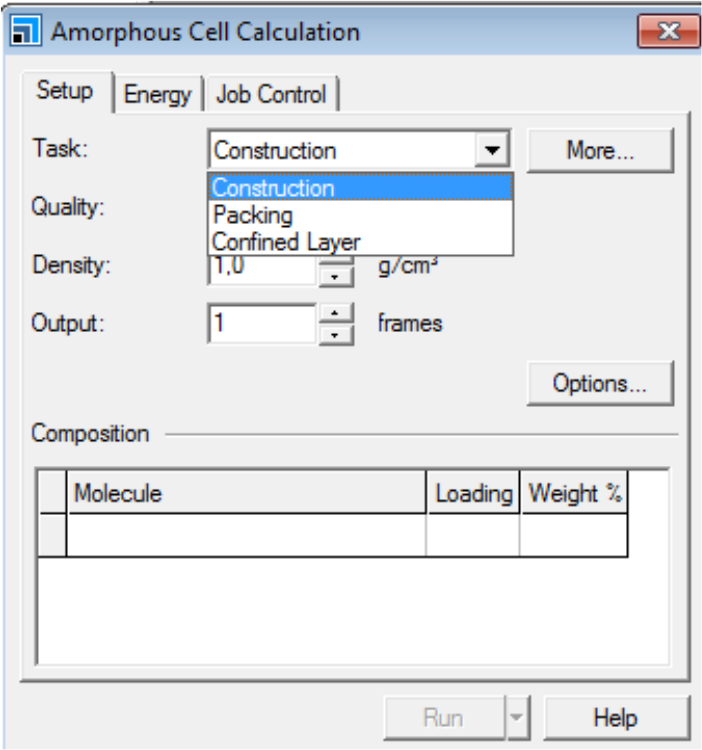 Amorphous Cell Calculation
Setup Energy Job Control
Task: Construction More...
Construction
Quality: Packing
Confined Layer
Density: 1,0 g/cm³
Output: 1 frames
Options...
Composition
Molecule Loading Weight %
Run Help